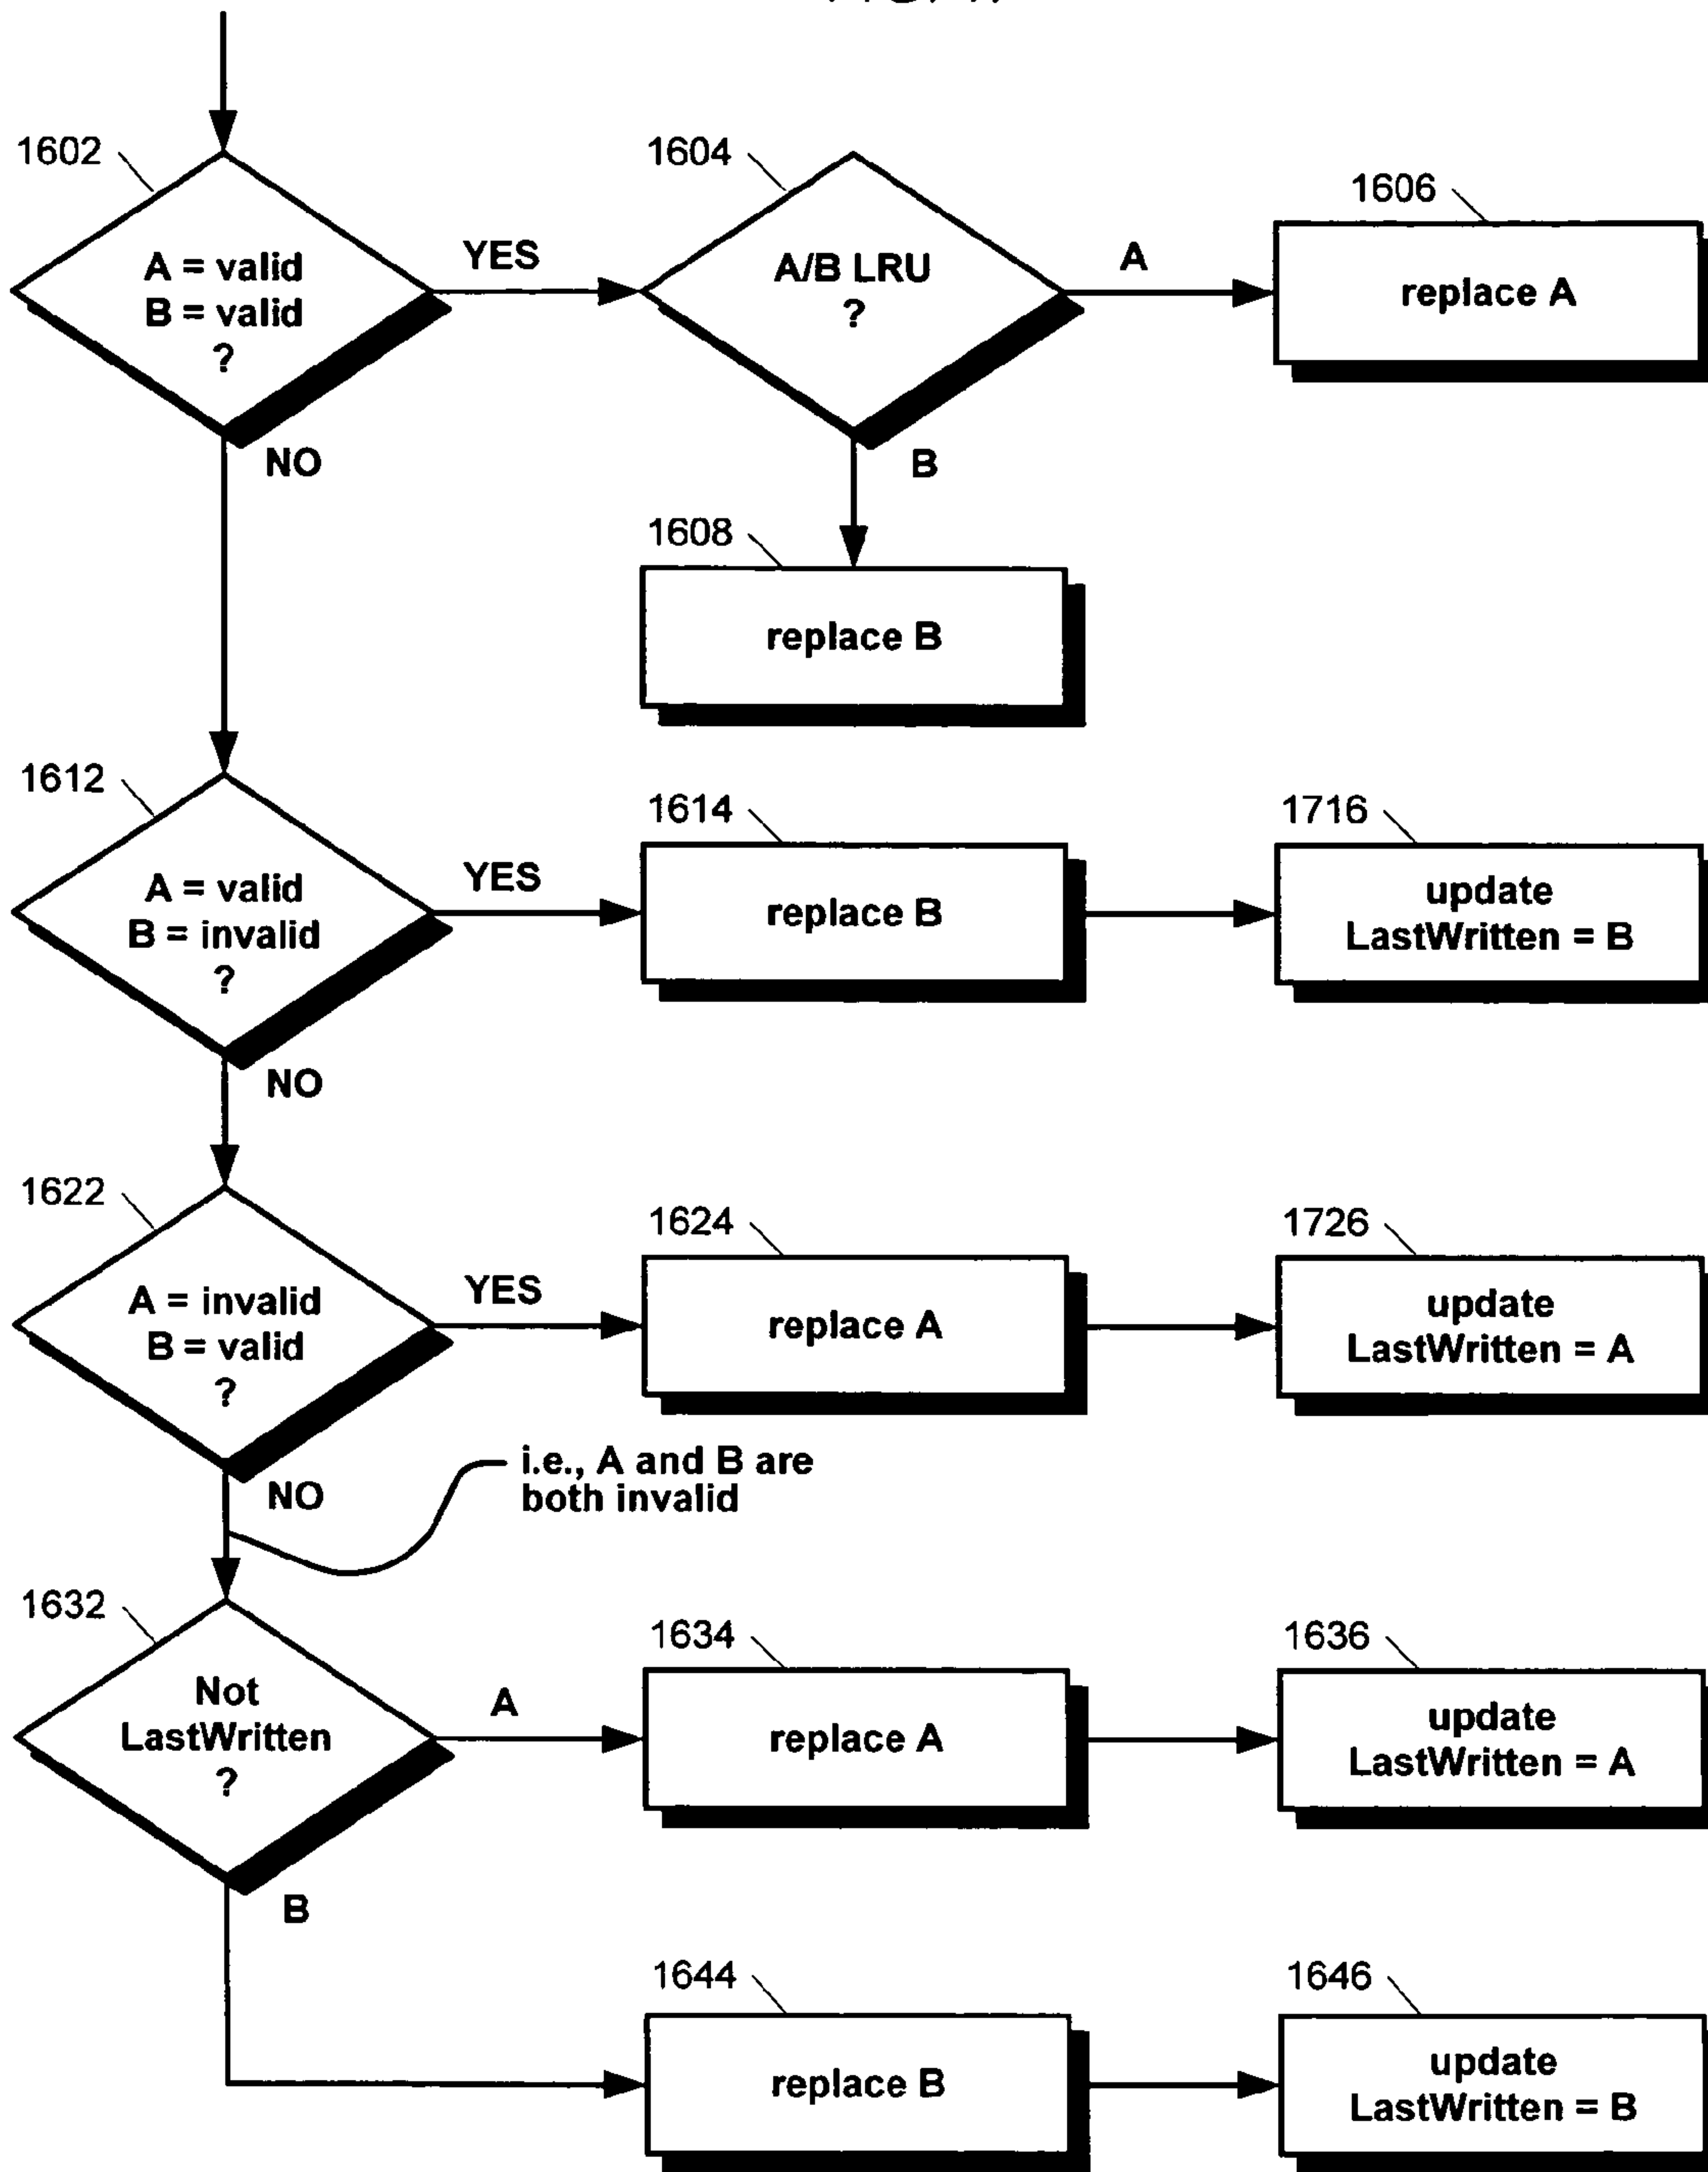 1602
A = valid
B = valid
?
YES
NO
1604
A/B LRU
?
A
B
1606
replace A
1608
replace B
1612
A = valid
B = invalid
?
YES
NO
1614
replace B
1716
update
LastWritten = B
1622
A = invalid
B = valid
?
YES
NO
1624
replace A
1726
update
LastWritten = A
i.e., A and B are
both invalid
1632
Not
LastWritten
?
A
B
1634
replace A
1636
update
LastWritten = A
1644
replace B
1646
update
LastWritten = B